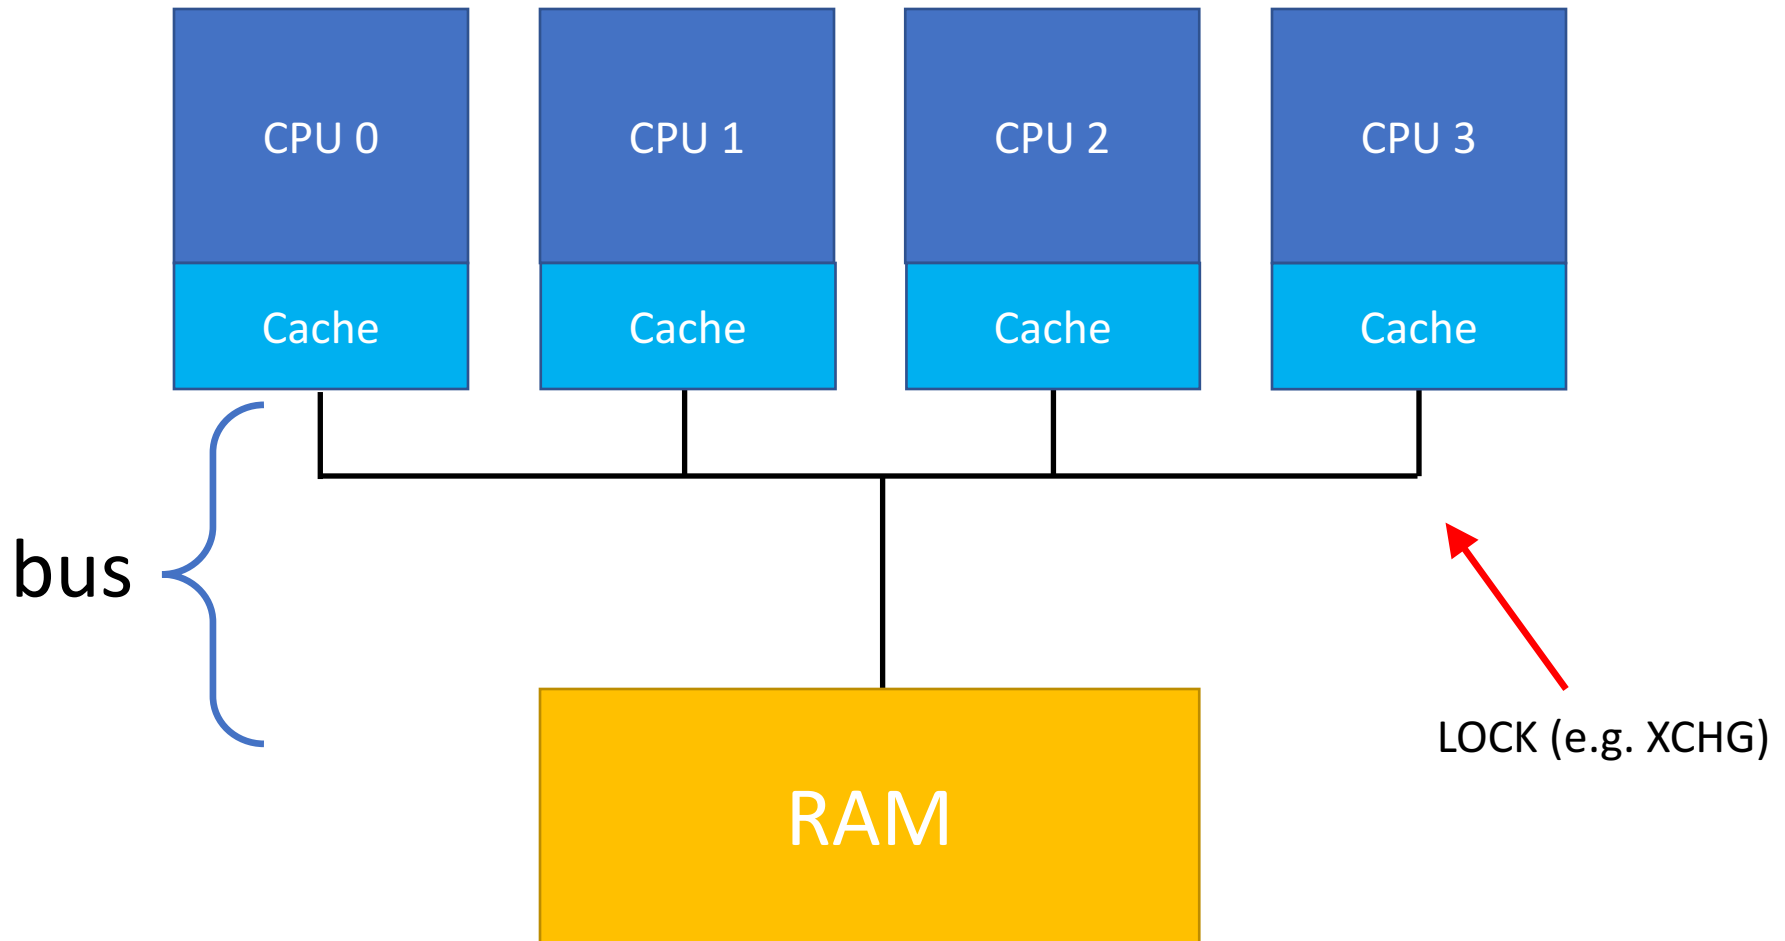 CPU 0
CPU 1
CPU 2
CPU 3
Cache
Cache
Cache
Cache
bus
LOCK (e.g. XCHG)
RAM